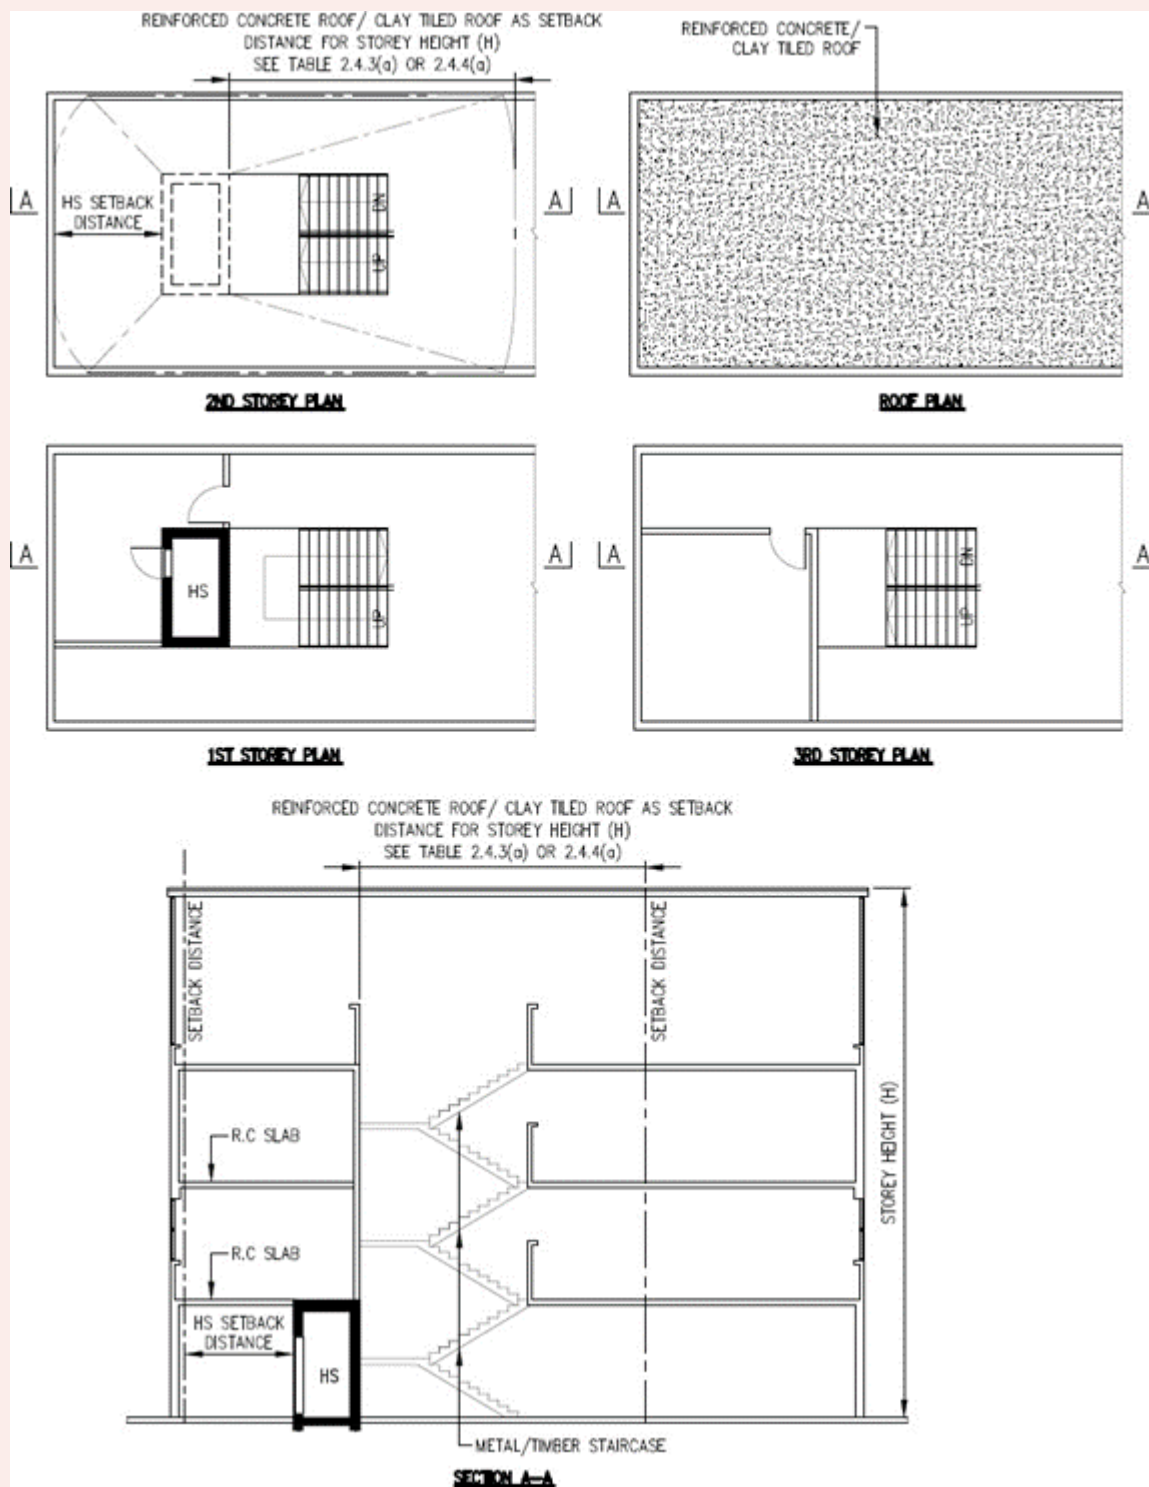 REINFORCED CONCRETE ROOF/ CLAY TILED ROOF AS SETBACK
DISTANCE FOR STOREY HEIGHT (H)
SEE TABLE 2.4.3(a) OR 2.4.4(a)
REINFORCED CONCRETE/
CLAY TILED ROOF
A
HS SETBACK
DISTANCE
DN
UP
A
A
A
2ND STOREY PLAN
ROOF PLAN
A
HS
UP
A
A
DN
UP
A
1ST STOREY PLAN
3RD STOREY PLAN
REINFORCED CONCRETE ROOF/ CLAY TILED ROOF AS SETBACK
DISTANCE FOR STOREY HEIGHT (H)
SEE TABLE 2.4.3(a) OR 2.4.4(a)
SETBACK DISTANCE
SETBACK DISTANCE
STOREY HEIGHT (H)
R.C SLAB
R.C SLAB
HS SETBACK
DISTANCE
HS
METAL/TIMBER STAIRCASE
SECTION A-A